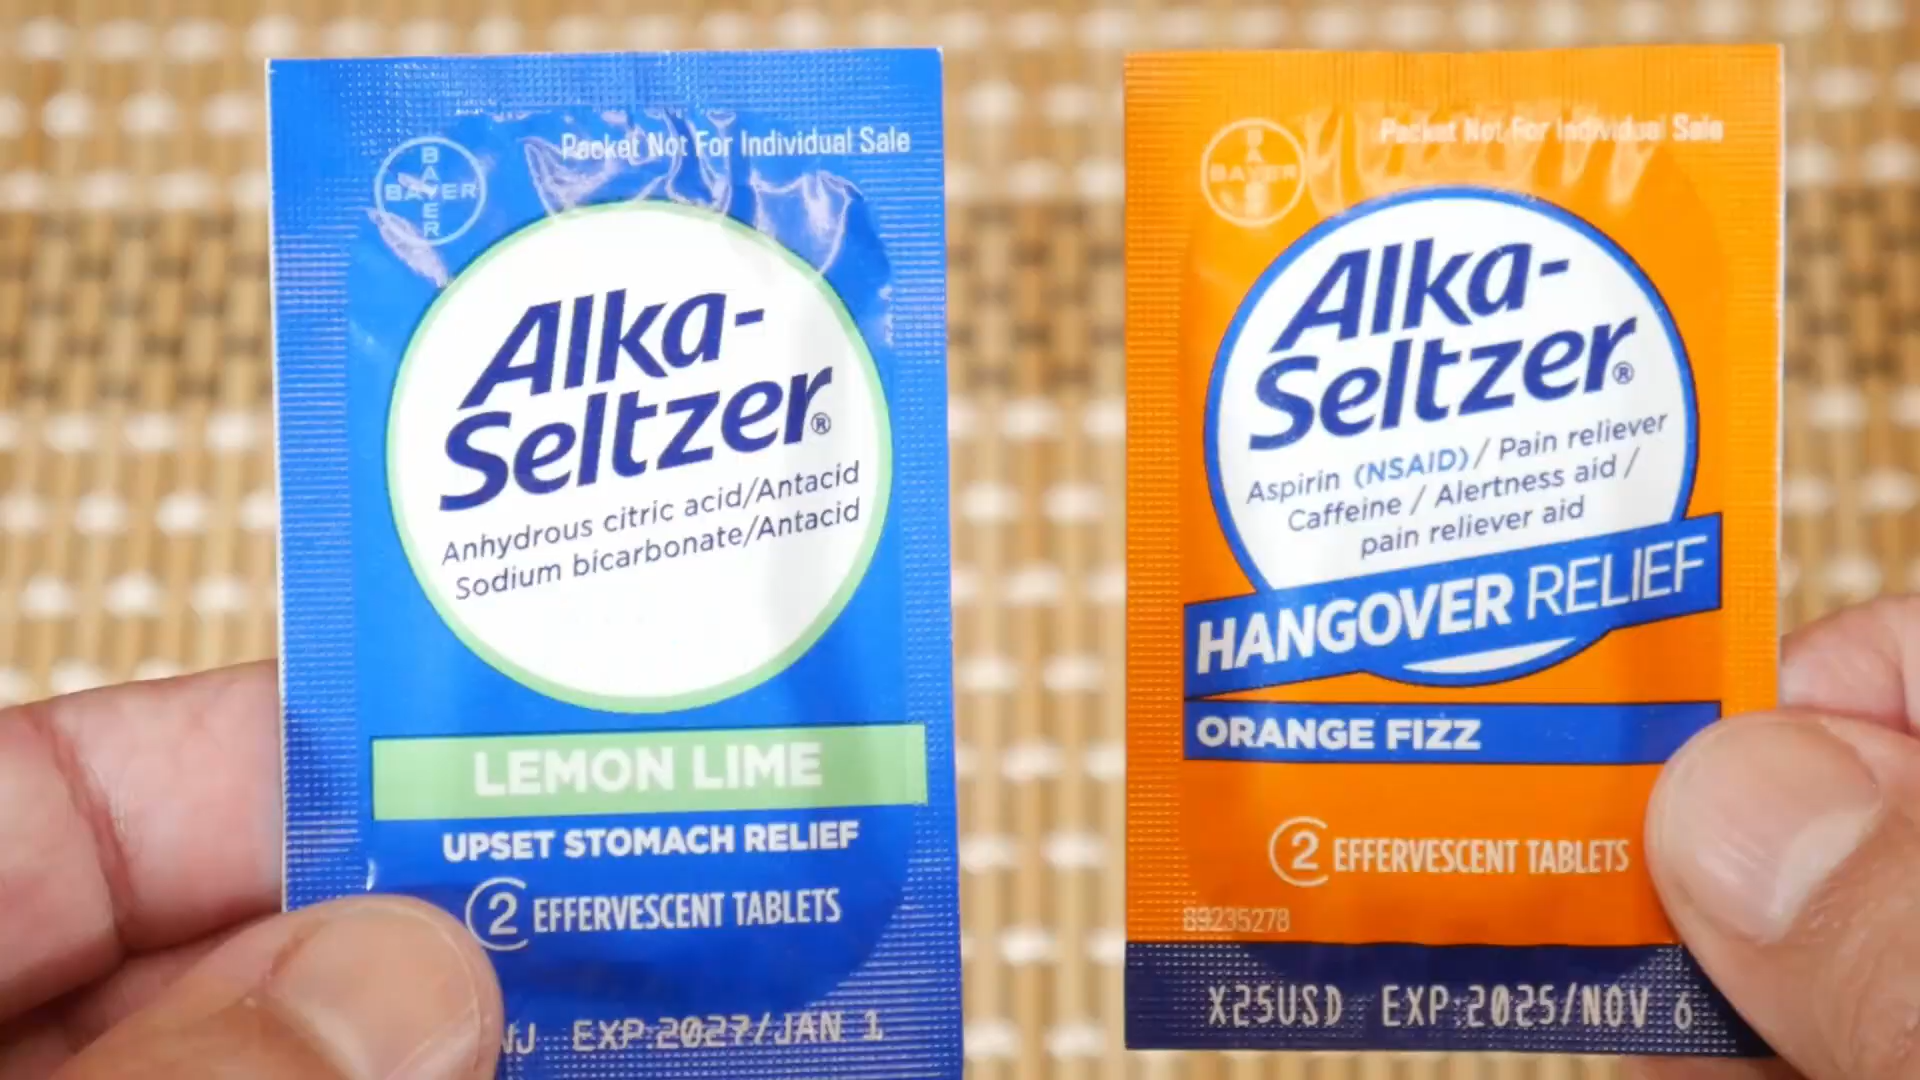 Packet Not For Individual Sale
BAYER
BAYER
Alka-
Seltzer®
Anhydrous citric acid/Antacid
Sodium bicarbonate/Antacid
LEMON LIME
UPSET STOMACH RELIEF
2 EFFERVESCENT TABLETS
NJ EXP:2027/JAN 1
Packet Not For Individual Sale
BAYER
BAYER
Alka-
Seltzer®
Aspirin (NSAID) / Pain reliever
Caffeine / Alertness aid /
pain reliever aid
HANGOVER RELIEF
ORANGE FIZZ
2 EFFERVESCENT TABLETS
89235278
X25USD EXP:2025/NOV 6